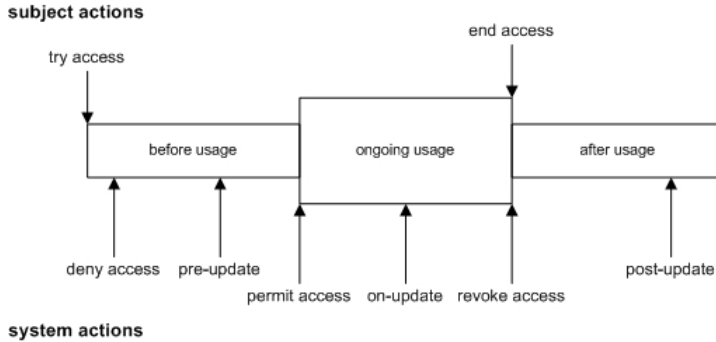 subject actions
end access
try access
before usage
ongoing usage
after usage
deny access
pre-update
post-update
permit access
on-update
revoke access
system actions